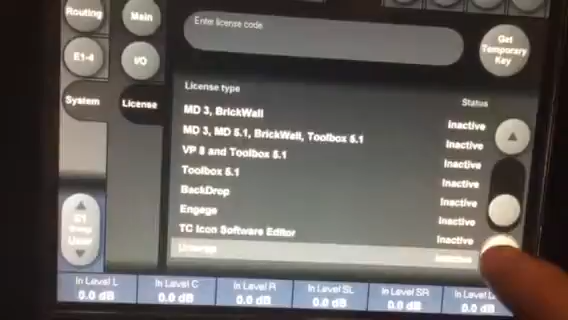 Routing
Main
Enter license code
Get
Temporary
Key
E1-4
I/O
System
License
License type
Status
MD 3, BrickWall
Inactive
MD 3, MD 5.1, BrickWall, Toolbox 5.1
Inactive
VP 8 and Toolbox 5.1
Inactive
Toolbox 5.1
Inactive
BackDrop
Inactive
Engage
Inactive
TC Icon Software Editor
Inactive
Inactive
E1
User
In Level L
In Level C
In Level R
In Level SL
In Level SR
In Level
0.0 dB
0.0 dB
0.0 dB
0.0 dB
0.0 dB
0.0